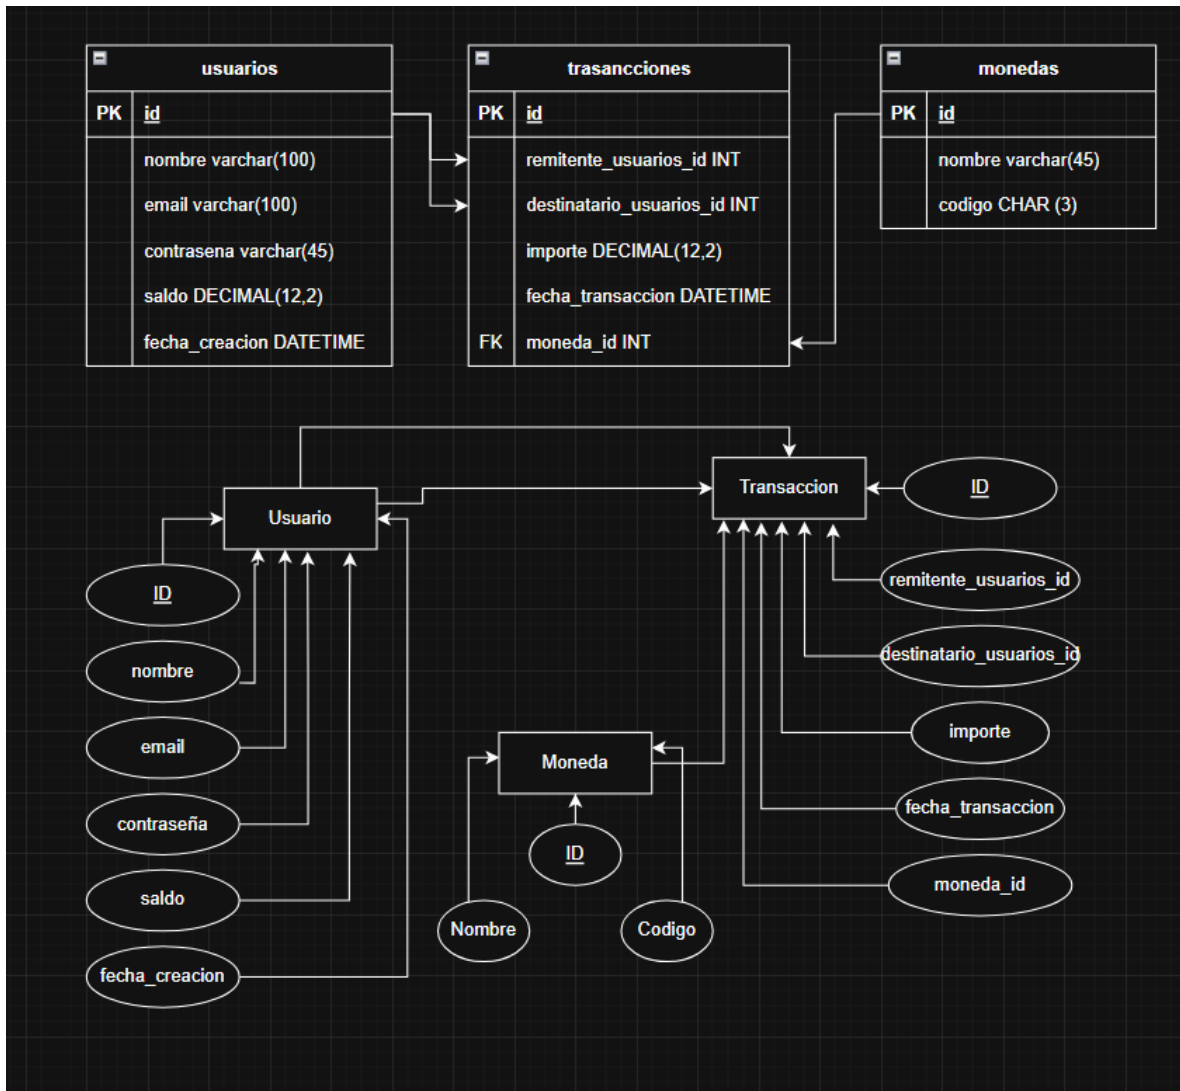 usuarios
PK id
nombre varchar(100)
email varchar(100)
contrasena varchar(45)
saldo DECIMAL(12,2)
fecha_creacion DATETIME
trasancciones
PK id
remitente_usuarios_id INT
destinatario_usuarios_id INT
importe DECIMAL(12,2)
fecha_transaccion DATETIME
FK moneda_id INT
monedas
PK id
nombre varchar(45)
codigo CHAR (3)
Usuario
ID
nombre
email
contraseña
saldo
fecha_creacion
Moneda
ID
Nombre
Codigo
Transaccion
ID
remitente_usuarios_id
destinatario_usuarios_id
importe
fecha_transaccion
moneda_id